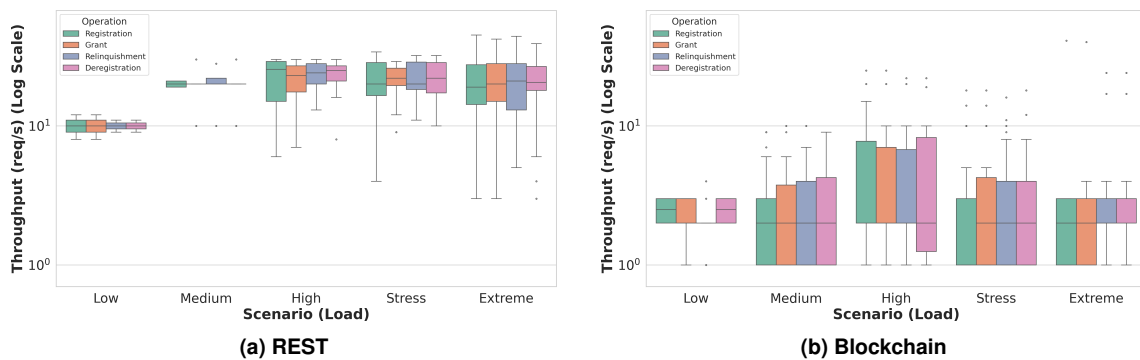 Throughput (req/s) (Log Scale)
10¹
10⁰
Operation
Registration
Grant
Relinquishment
Deregistration
Low Medium High Stress Extreme
Scenario (Load)
(a) REST
Throughput (req/s) (Log Scale)
10¹
10⁰
Operation
Registration
Grant
Relinquishment
Deregistration
Low Medium High Stress Extreme
Scenario (Load)
(b) Blockchain